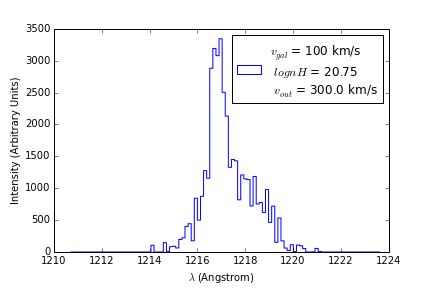 3500
3000
2500
2000
1500
1000
500
0
Intensity (Arbitrary Units)
v_gal = 100 km/s
lognH = 20.75
v_out = 300.0 km/s
1210 1212 1214 1216 1218 1220 1222 1224
λ (Angstrom)